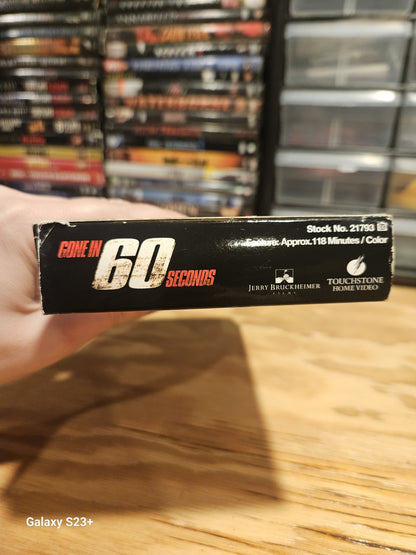 Stock No. 21793
Feature: Approx.118 Minutes / Color
GONE IN
60
SECONDS
JERRY BRUCKHEIMER
FILMS
TOUCHSTONE
HOME VIDEO
Galaxy S23+